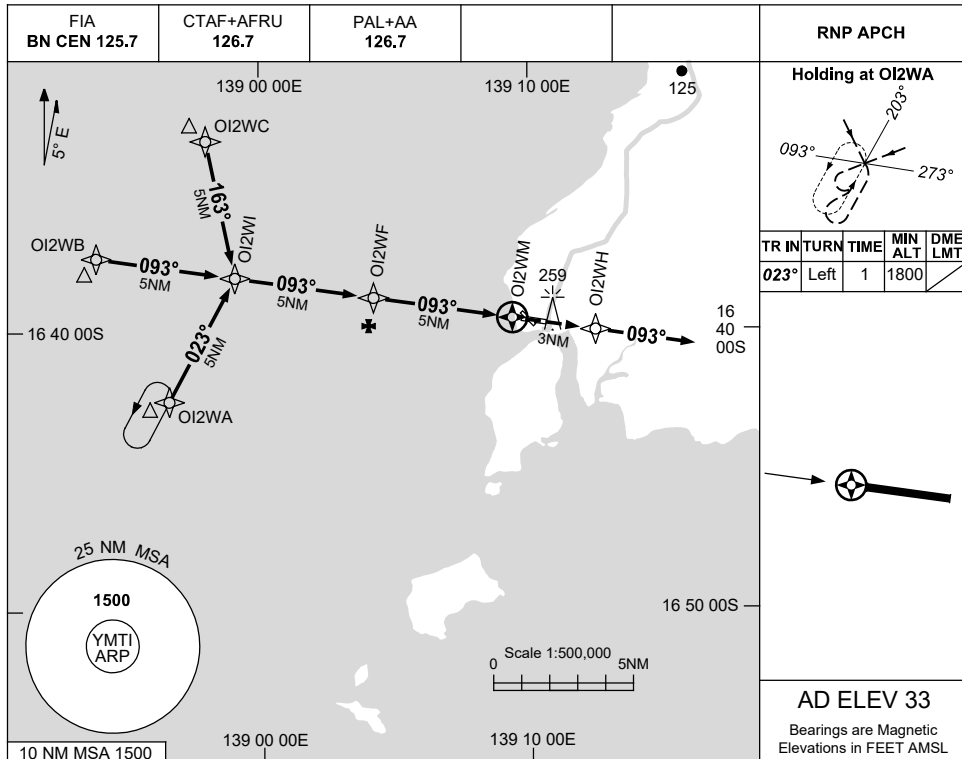 FIA
BN CEN 125.7
CTAF+AFRU
126.7
PAL+AA
126.7
RNP APCH
139 00 00E
139 10 00E
125
5° E
OI2WC
163°
5NM
OI2WB
093°
5NM
OI2WI
093°
5NM
OI2WF
093°
5NM
OI2WM
259
3NM
OI2WH
093°
16 40 00S
16
40
00S
023°
5NM
OI2WA
25 NM MSA
1500
YMTI
ARP
10 NM MSA 1500
16 50 00S
Scale 1:500,000
0
5NM
139 00 00E
139 10 00E
Holding at OI2WA
203°
093°
273°
TR IN TURN TIME MIN ALT DME LMT
023° Left 1 1800
AD ELEV 33
Bearings are Magnetic
Elevations in FEET AMSL